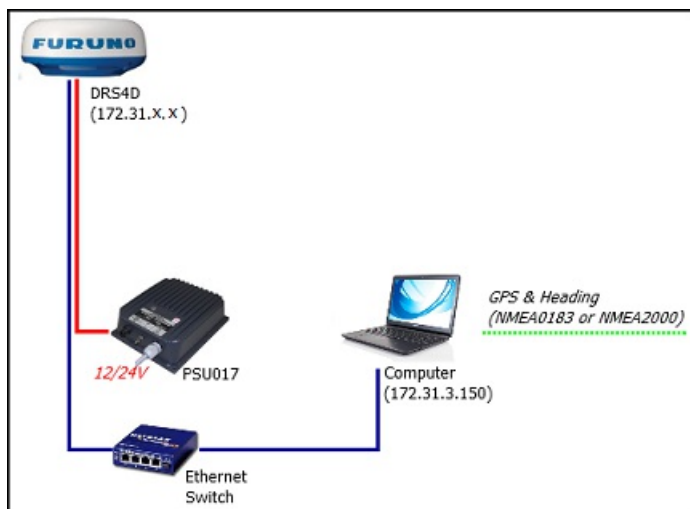 FURUNO
DRS4D
(172.31.x.x)
GPS & Heading
(NMEA0183 or NMEA2000)
12/24V
PSU017
Computer
(172.31.3.150)
NETGEAR
Ethernet
Switch